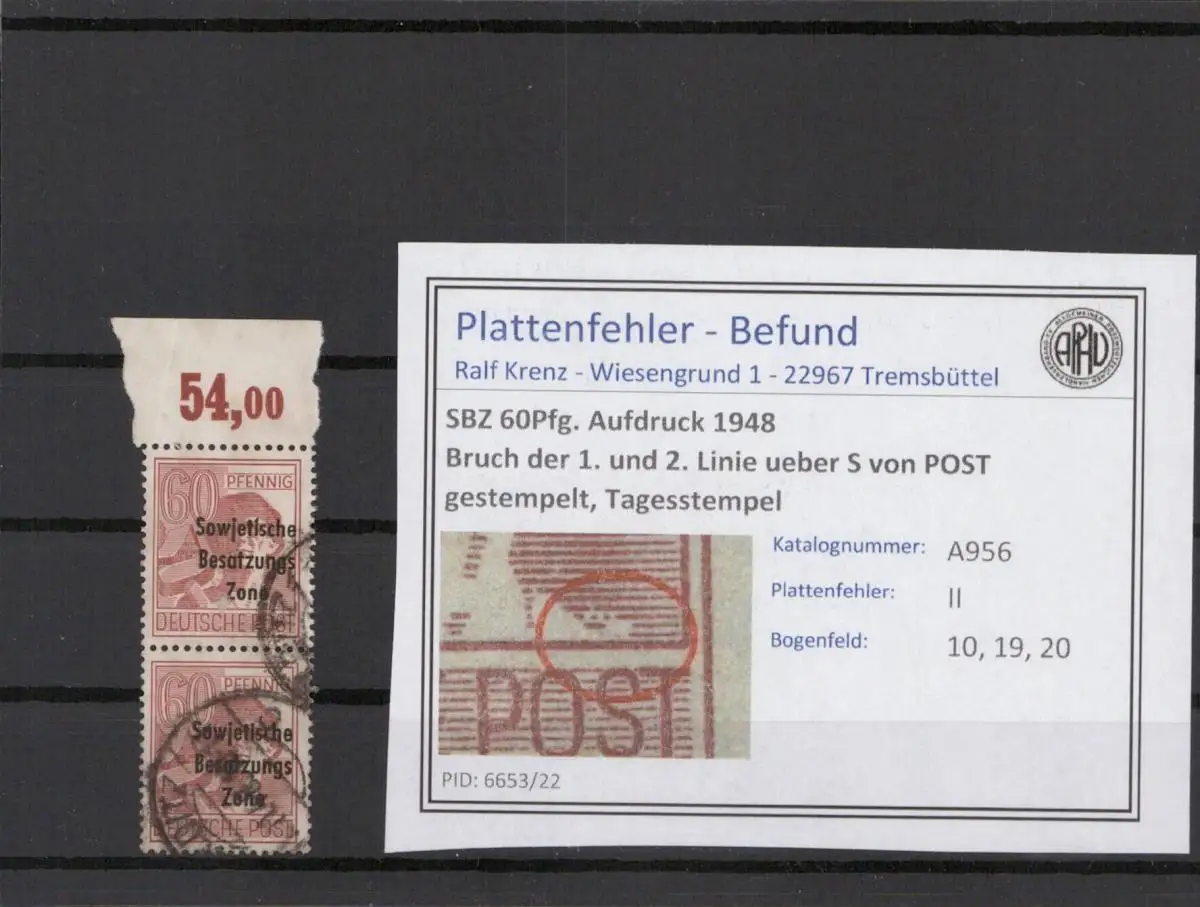 54,00
60 PFENNIG
Sowjetische
Besatzungs
Zone
DEUTSCHE POST
60 PFENNIG
Sowjetische
Besatzungs
Zone
DEUTSCHE POST
Plattenfehler - Befund
Ralf Krenz - Wiesengrund 1 - 22967 Tremsbüttel
APHV
SBZ 60Pfg. Aufdruck 1948
Bruch der 1. und 2. Linie ueber S von POST
gestempelt, Tagesstempel
POST
Katalognummer: A956
Plattenfehler: II
Bogenfeld: 10, 19, 20
PID: 6653/22